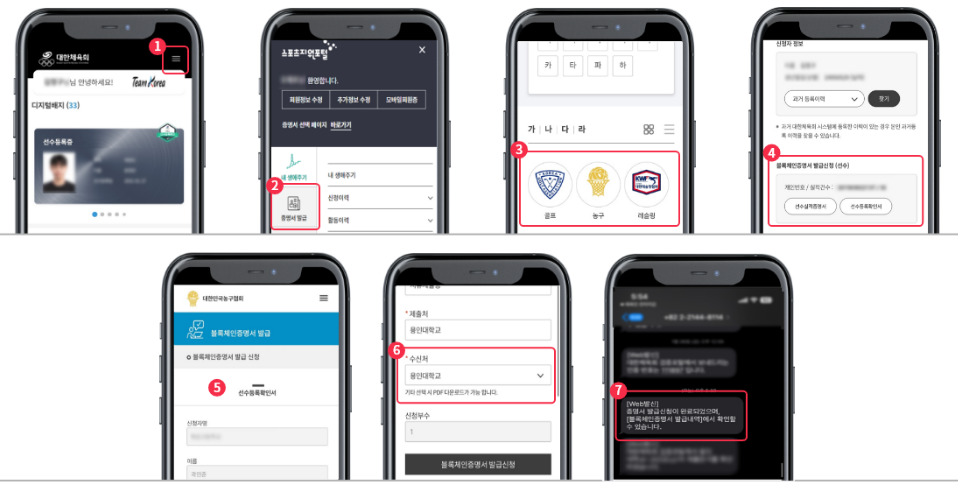 1
대한체육회
님 안녕하세요!
Team Korea
디지털배지 (33)
선수등록증
2
스포츠지원포털
X
환영합니다.
회원정보 수정
추가정보 수정
모바일회원증
증명서 선택 페이지 바로가기
내 생애주기
내 생애주기
신청이력
증명서 발급
활동이력
3
카
타
파
하
가 | 나 | 다 | 라
골프
농구
레슬링
4
신청자 정보
과거 등록이력
찾기
블록체인증명서 발급신청 (선수)
체인번호 / 실적건수 :
선수실적증명서
선수등록확인서
5
대한민국농구협회
블록체인증명서 발급
블록체인증명서 발급 신청
선수등록확인서
신청자명
이름
6
* 제출처
용인대학교
* 수신처
용인대학교
기타 선택 시 PDF 다운로드가 가능 합니다.
신청부수
1
블록체인증명서 발급신청
7
[Web발신]
증명서 발급신청이 완료되었으며,
[블록체인증명서 발급내역]에서 확인할
수 있습니다.